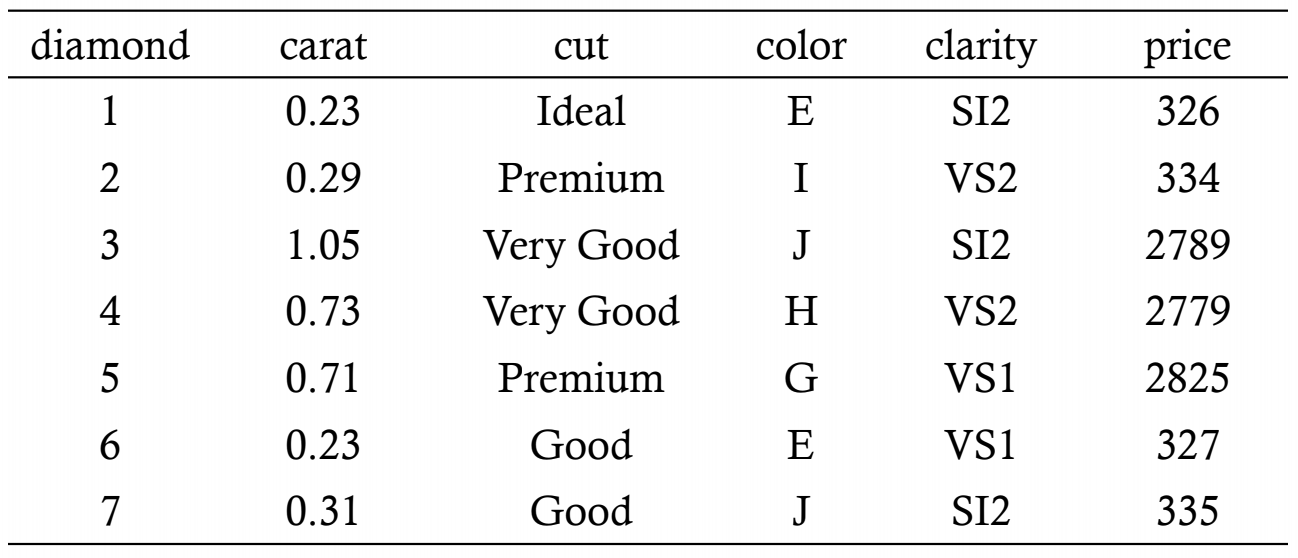 diamond carat cut color clarity price
1 0.23 Ideal E SI2 326
2 0.29 Premium I VS2 334
3 1.05 Very Good J SI2 2789
4 0.73 Very Good H VS2 2779
5 0.71 Premium G VS1 2825
6 0.23 Good E VS1 327
7 0.31 Good J SI2 335